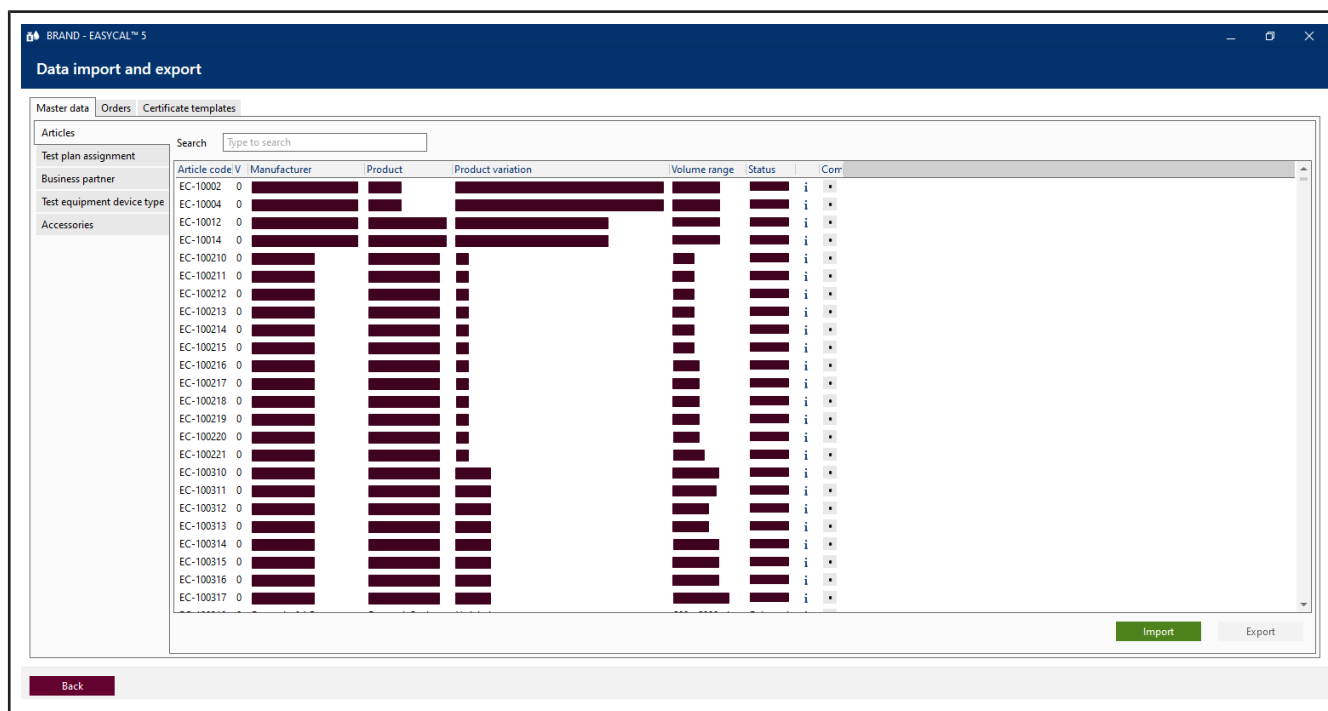 BRAND - EASYCAL™ 5
Data import and export
Master data Orders Certificate templates
Articles
Test plan assignment
Business partner
Test equipment device type
Accessories
Search Type to search
Article code V Manufacturer Product Product variation Volume range Status Com
EC-10002 0 i
EC-10004 0 i
EC-10012 0 i
EC-10014 0 i
EC-100210 0 i
EC-100211 0 i
EC-100212 0 i
EC-100213 0 i
EC-100214 0 i
EC-100215 0 i
EC-100216 0 i
EC-100217 0 i
EC-100218 0 i
EC-100219 0 i
EC-100220 0 i
EC-100221 0 i
EC-100310 0 i
EC-100311 0 i
EC-100312 0 i
EC-100313 0 i
EC-100314 0 i
EC-100315 0 i
EC-100316 0 i
EC-100317 0 i
Import Export
Back